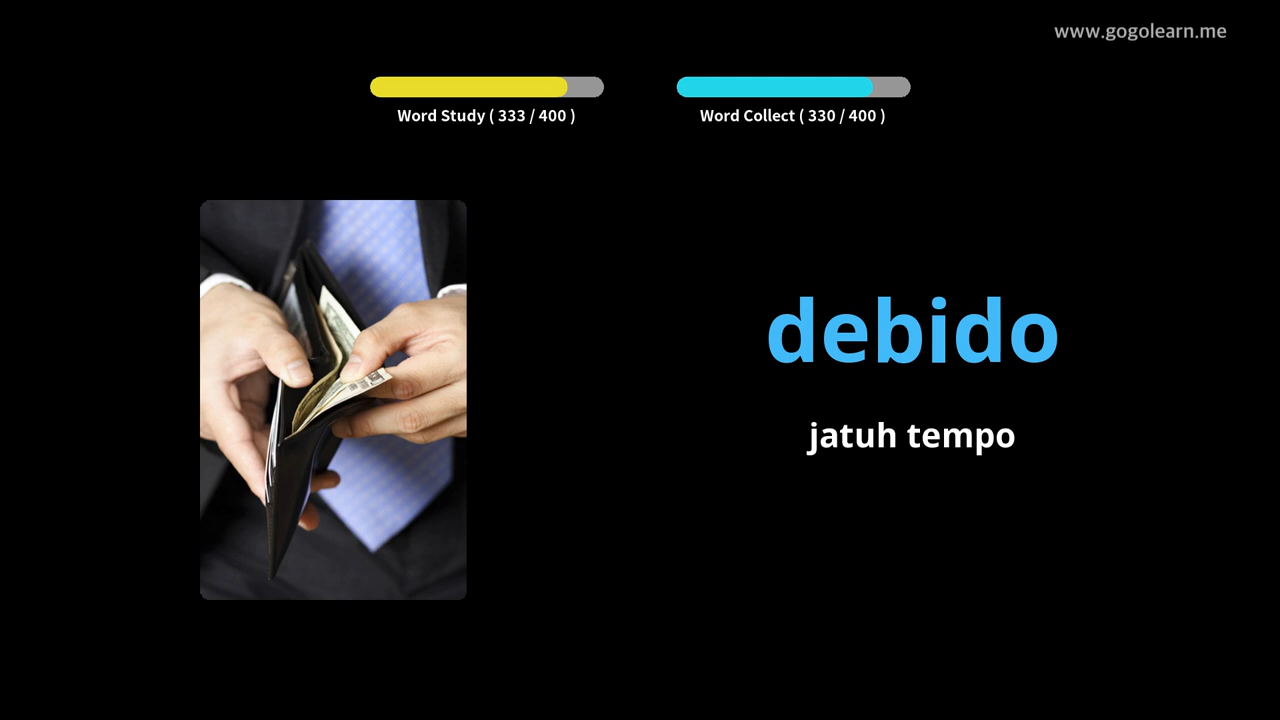 www.gogolearn.me
Word Study ( 333 / 400 )
Word Collect ( 330 / 400 )
debido
jatuh tempo